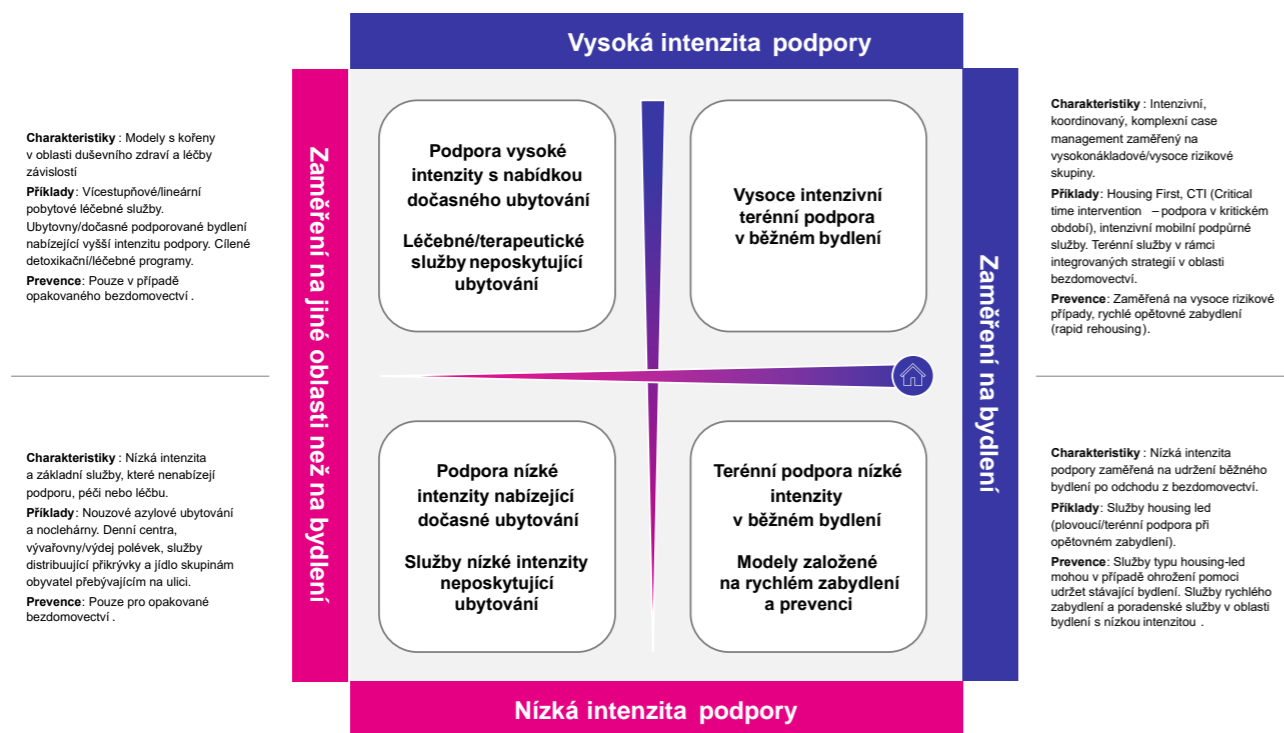 Vysoká intenzita podpory
Charakteristiky : Modely s kořeny
v oblasti duševního zdraví a léčby
závislostí
Příklady: Vícestupňové/lineární
pobytové léčebné služby.
Ubytovny/dočasné podporované bydlení
nabízející vyšší intenzitu podpory. Cílené
detoxikační/léčebné programy.
Prevence: Pouze v případě
opakovaného bezdomovectví .
Zaměření na jiné oblasti než na bydlení
Podpora vysoké
intenzity s nabídkou
dočasného ubytování
Léčebné/terapeutické
služby neposkytující
ubytování
Vysoce intenzivní
terénní podpora
v běžném bydlení
Zaměření na bydlení
Charakteristiky : Intenzivní,
koordinovaný, komplexní case
management zaměřený na
vysokonákladové/vysoce rizikové
skupiny.
Příklady: Housing First, CTI (Critical
time intervention – podpora v kritickém
období), intenzivní mobilní podpůrné
služby. Terénní služby v rámci
integrovaných strategií v oblasti
bezdomovectví.
Prevence: Zaměřená na vysoce rizikové
případy, rychlé opětovné zabydlení
(rapid rehousing).
Charakteristiky : Nízká intenzita
a základní služby, které nenabízejí
podporu, péči nebo léčbu.
Příklady: Nouzové azylové ubytování
a noclehárny. Denní centra,
vývařovny/výdej polévek, služby
distribuující přikrývky a jídlo skupinám
obyvatel přebývajícím na ulici.
Prevence: Pouze pro opakované
bezdomovectví .
Podpora nízké
intenzity nabízející
dočasné ubytování
Služby nízké intenzity
neposkytující
ubytování
Terénní podpora nízké
intenzity
v běžném bydlení
Modely založené
na rychlém zabydlení
a prevenci
Charakteristiky : Nízká intenzita
podpory zaměřená na udržení běžného
bydlení po odchodu z bezdomovectví.
Příklady: Služby housing led
(plovoucí/terénní podpora při
opětovném zabydlení).
Prevence: Služby typu housing-led
mohou v případě ohrožení pomoci
udržet stávající bydlení. Služby rychlého
zabydlení a poradenské služby v oblasti
bydlení s nízkou intenzitou .
Nízká intenzita podpory